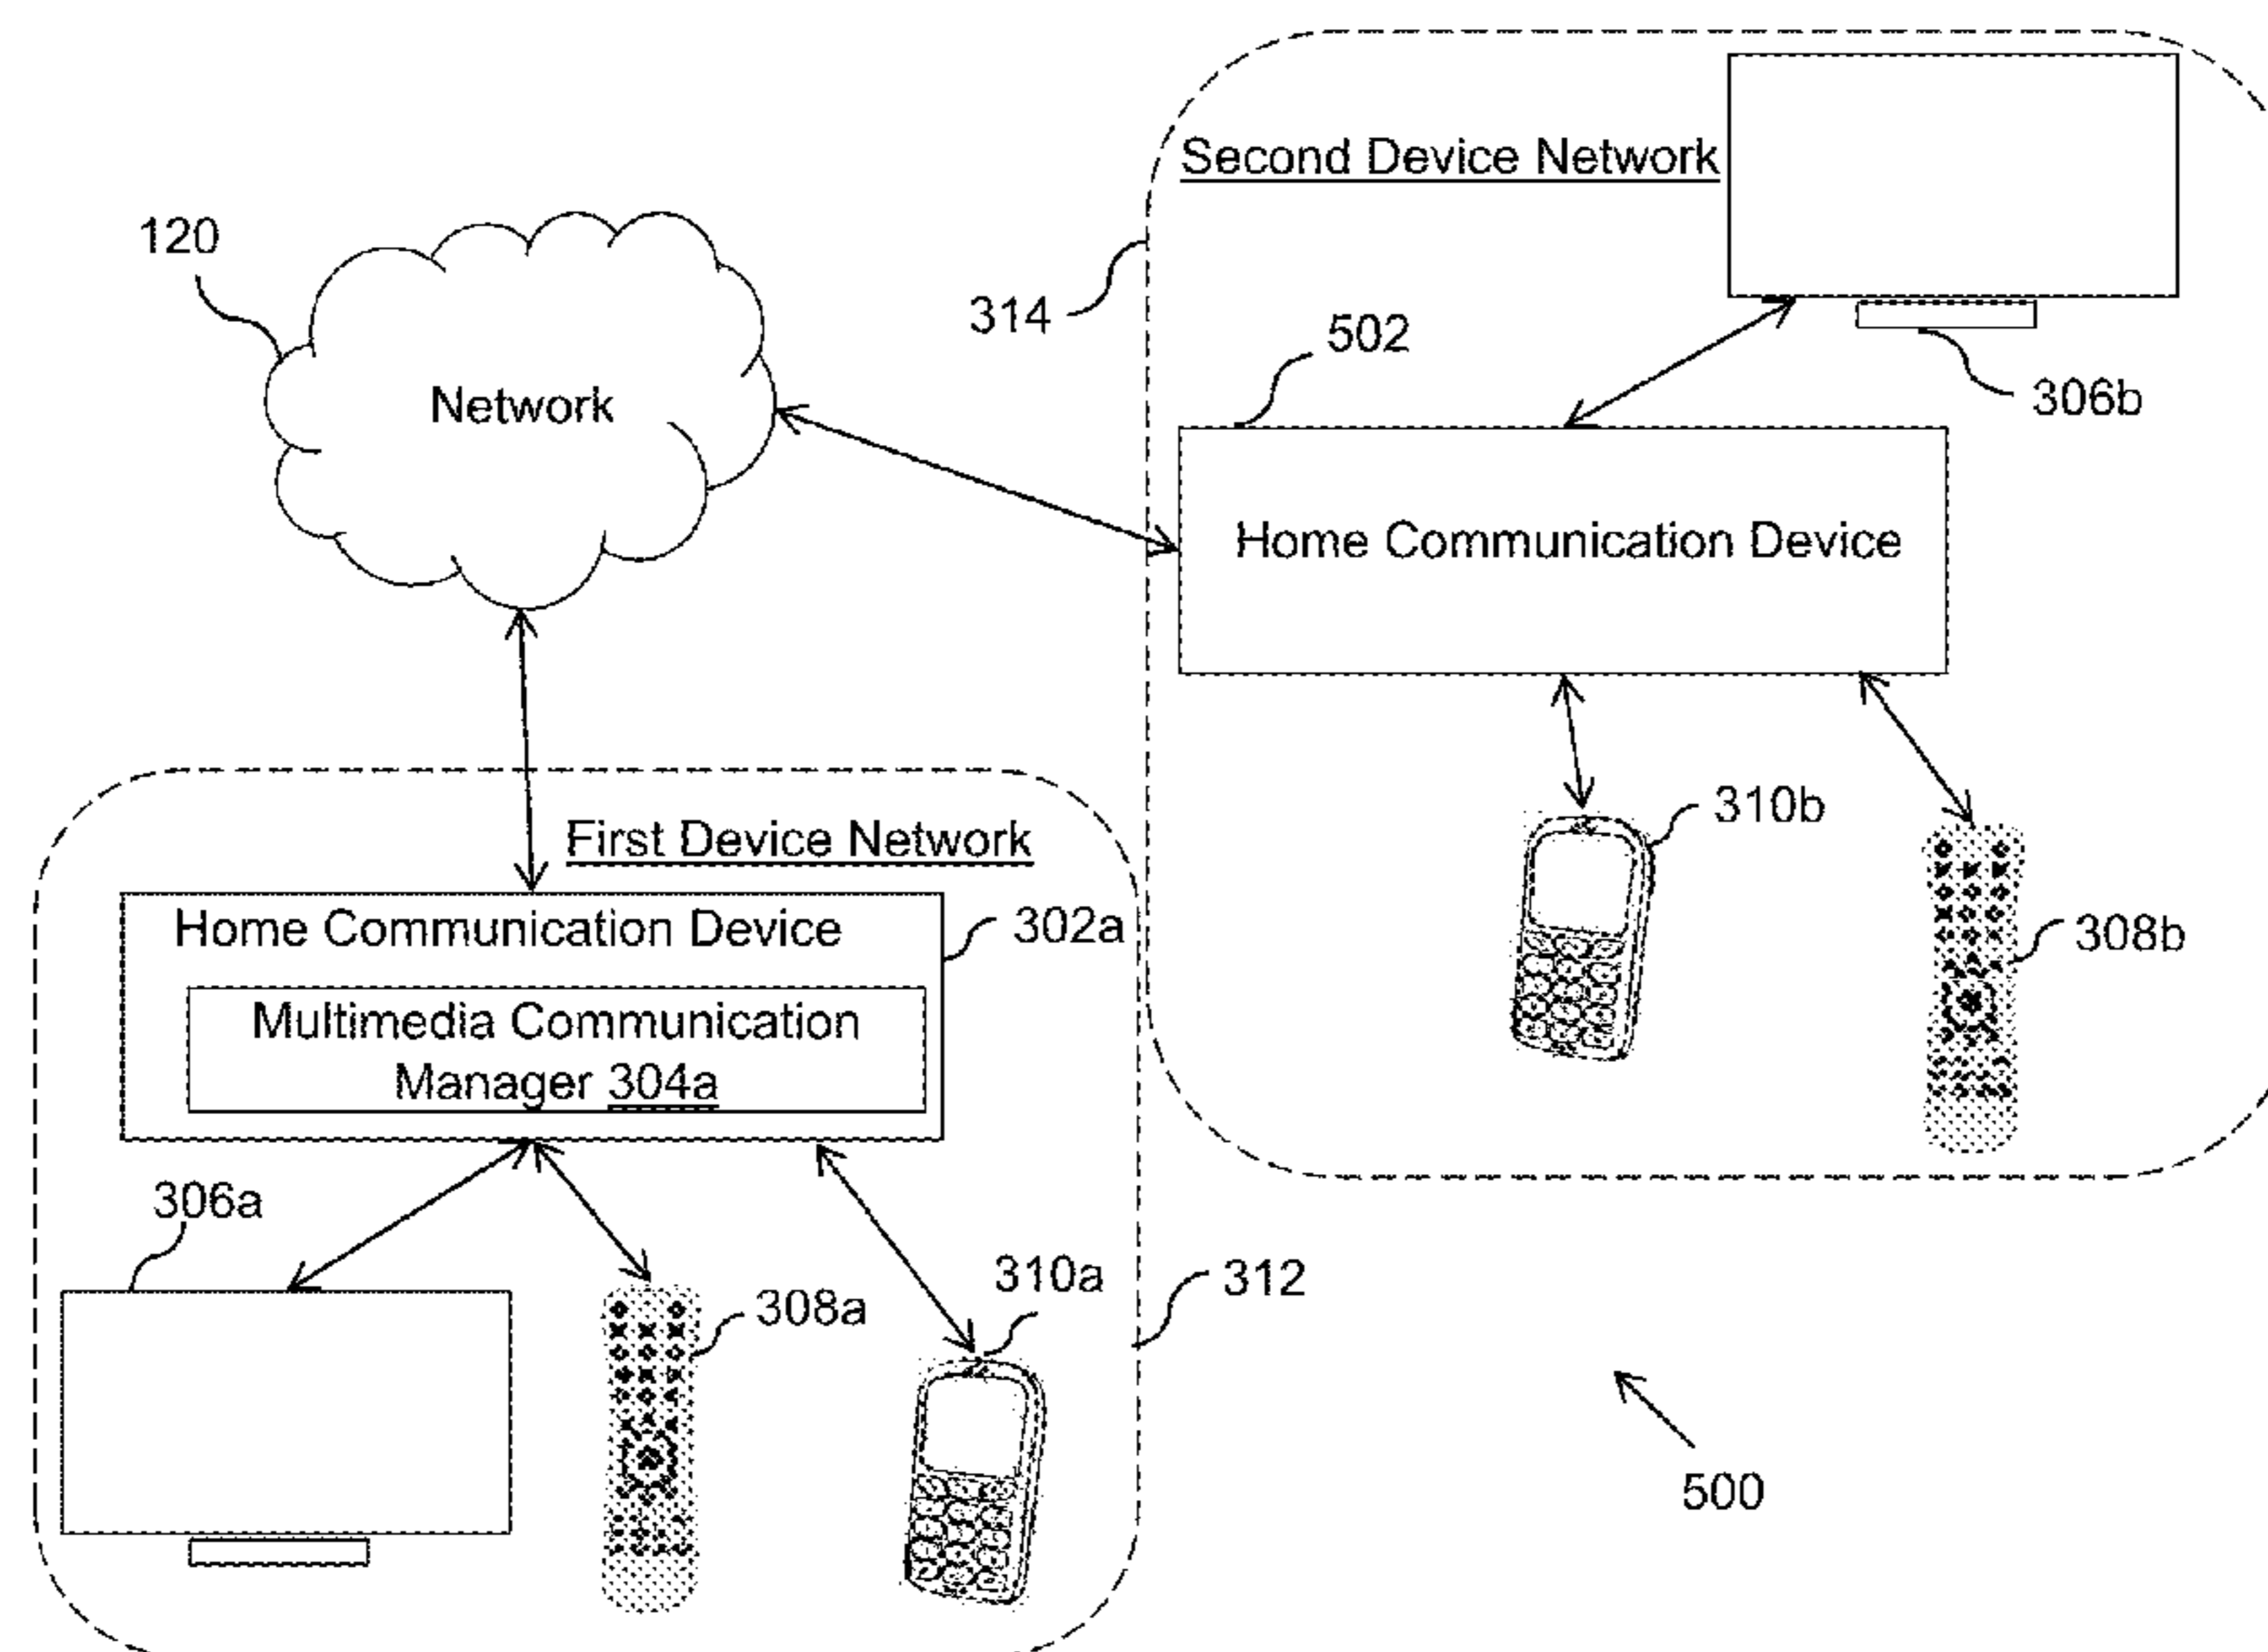 Second Device Network
120
314
502
Network
306b
Home Communication Device
310b
First Device Network
Home Communication Device
302a
308b
Multimedia Communication
Manager 304a
306a
310a
312
308a
500